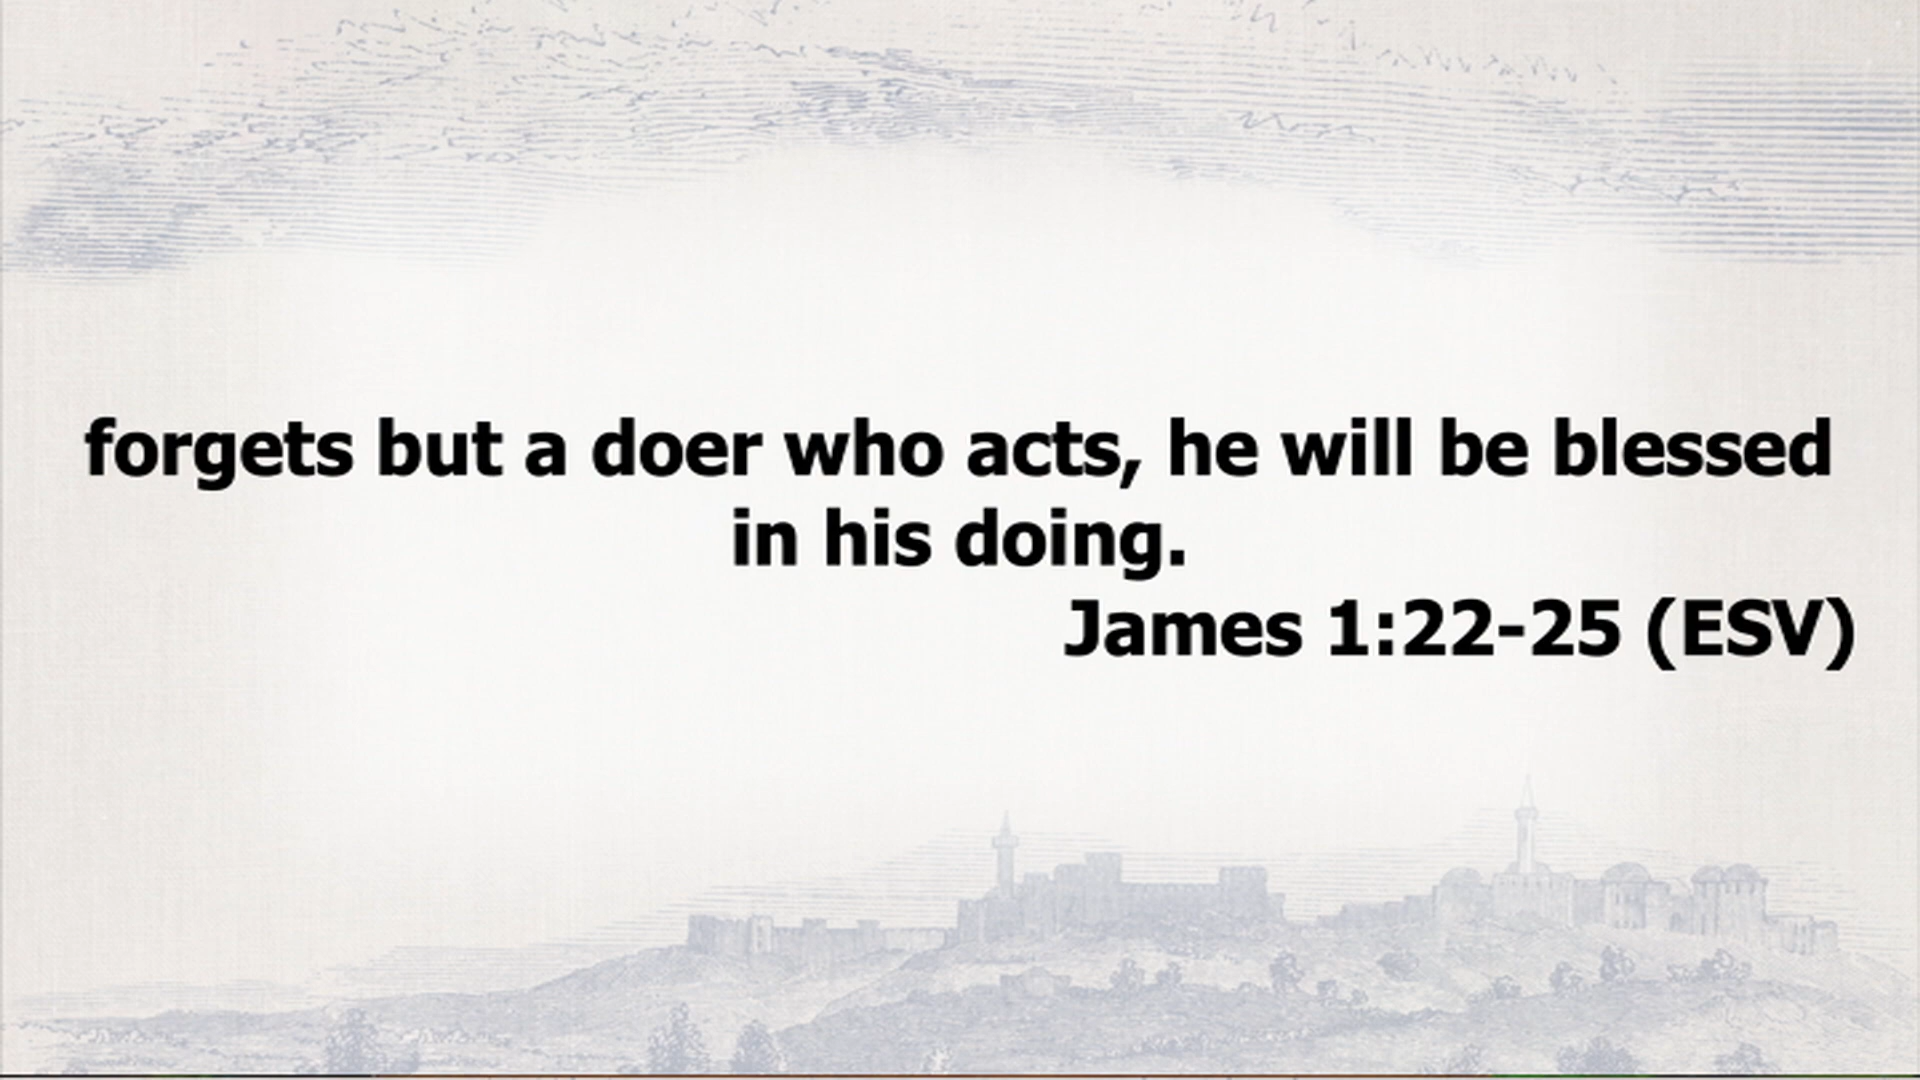 forgets but a doer who acts, he will be blessed
in his doing.
James 1:22-25 (ESV)